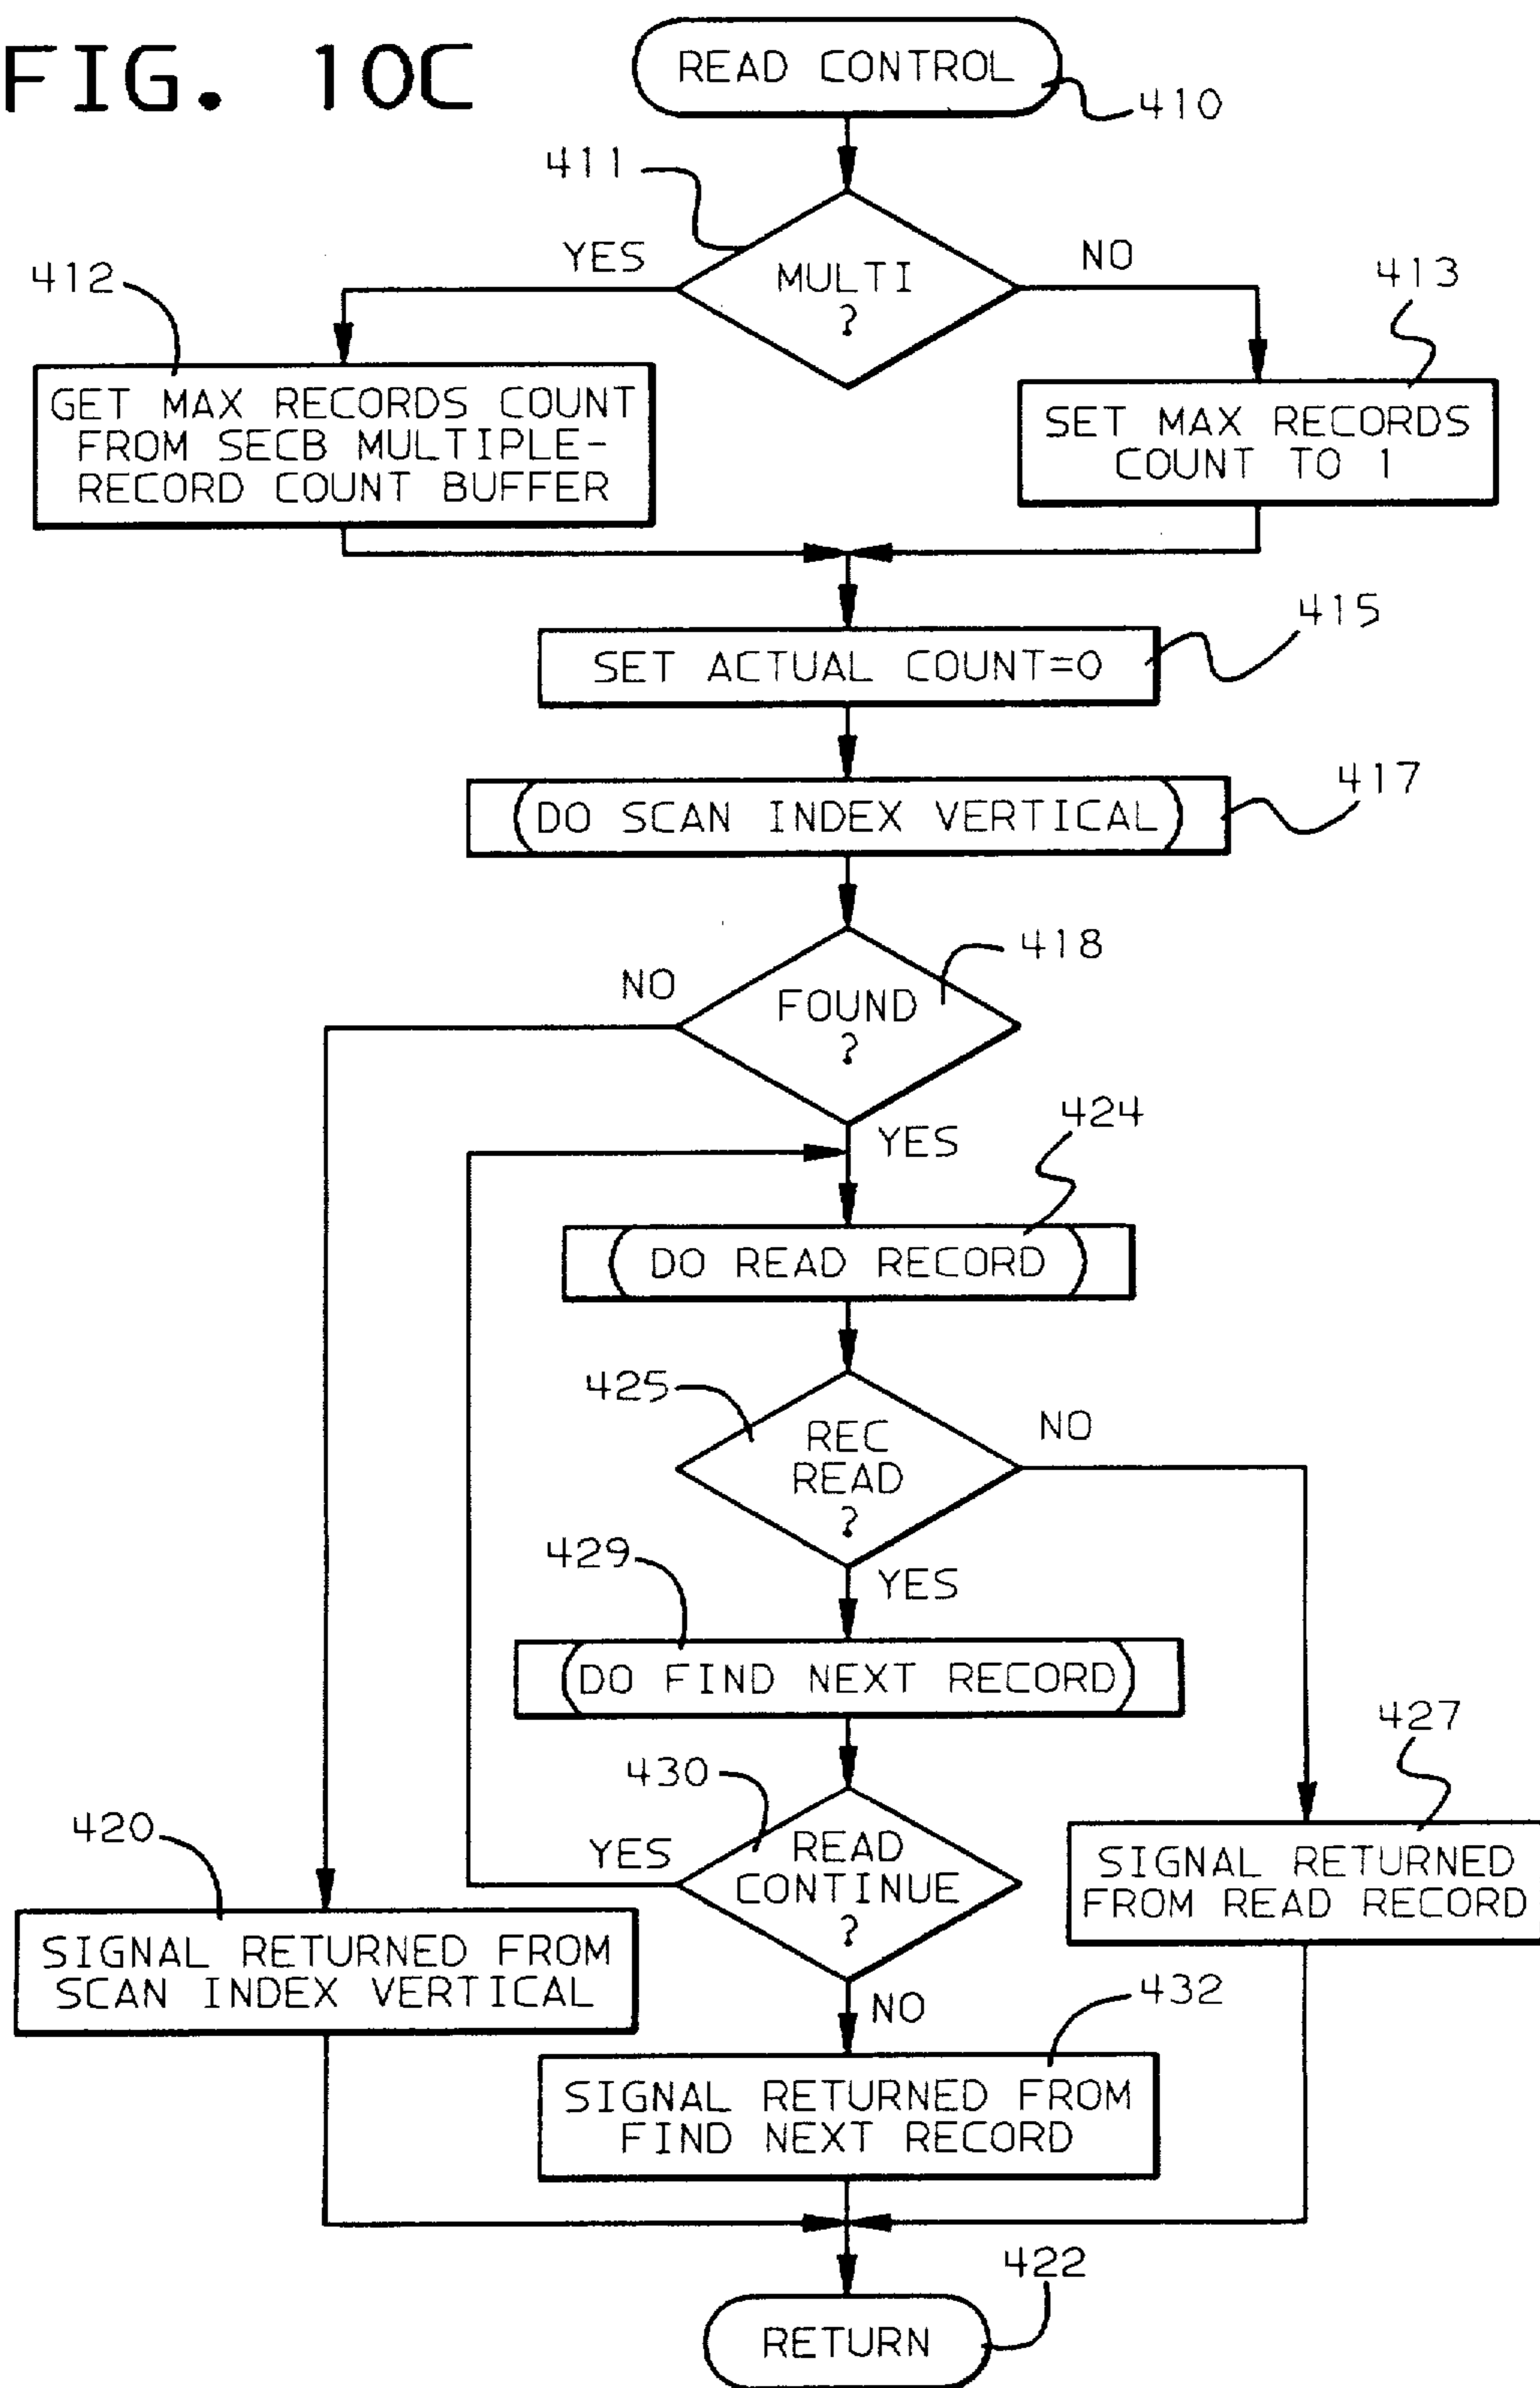 FIG. 10C
READ CONTROL
410
411
YES
MULTI
?
NO
412
413
GET MAX RECORDS COUNT
FROM SECB MULTIPLE-
RECORD COUNT BUFFER
SET MAX RECORDS
COUNT TO 1
415
SET ACTUAL COUNT=0
417
DO SCAN INDEX VERTICAL
418
NO
FOUND
?
YES
424
DO READ RECORD
425
REC
READ
?
NO
YES
429
DO FIND NEXT RECORD
427
430
YES
READ
CONTINUE
?
NO
SIGNAL RETURNED
FROM READ RECORD
420
SIGNAL RETURNED FROM
SCAN INDEX VERTICAL
432
SIGNAL RETURNED FROM
FIND NEXT RECORD
422
RETURN